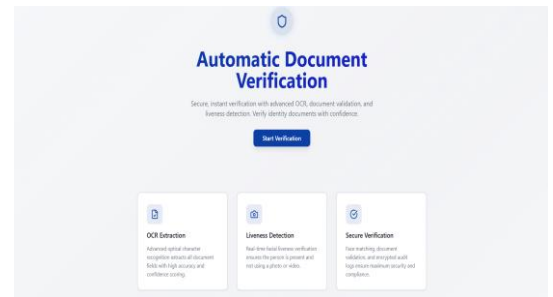 Automatic Document
Verification
Secure, instant verification with advanced OCR, document validation, and
liveness detection. Verify identity documents with confidence.
Start Verification
OCR Extraction
Advanced optical character
recognition extracts all document
fields with high accuracy and
confidence scoring.
Liveness Detection
Real-time facial liveness verification
ensures the person is present and
not using a photo or video.
Secure Verification
Face matching, document
validation, and encrypted audit
logs ensure maximum security and
compliance.